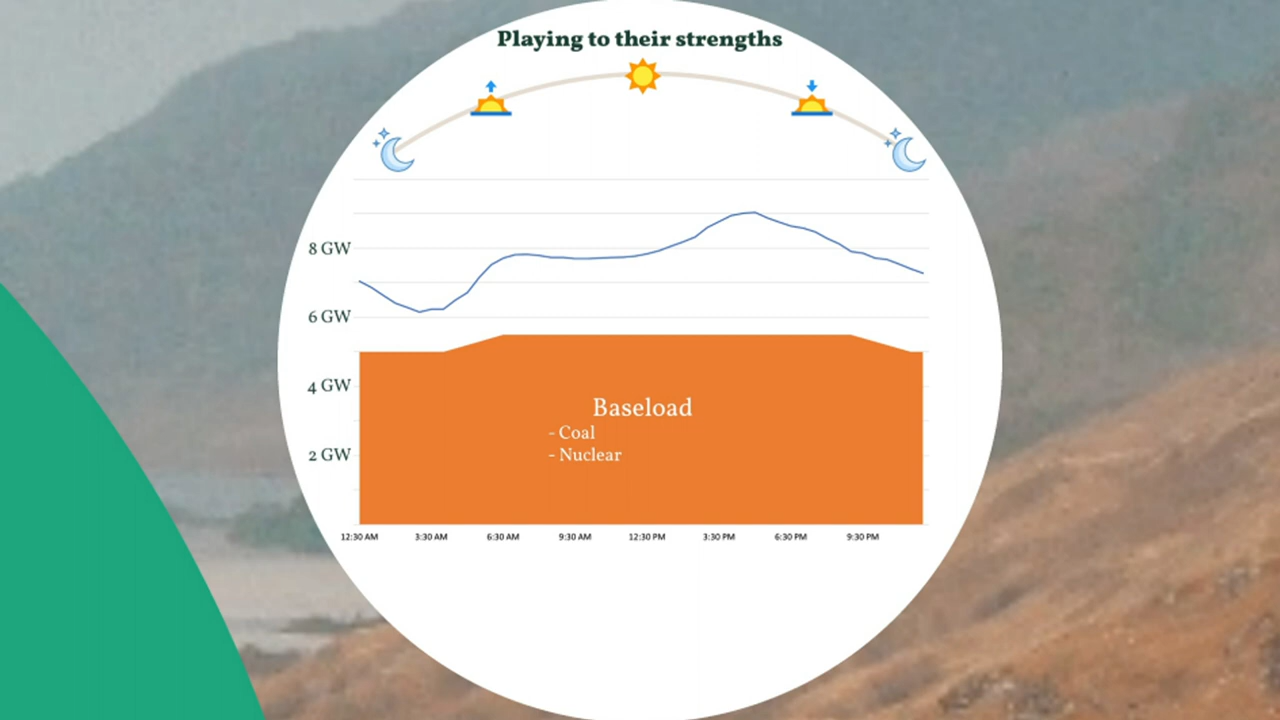 Playing to their strengths
8 GW
6 GW
4 GW
2 GW
Baseload
- Coal
- Nuclear
12:30 AM 3:30 AM 6:30 AM 9:30 AM 12:30 PM 3:30 PM 6:30 PM 9:30 PM